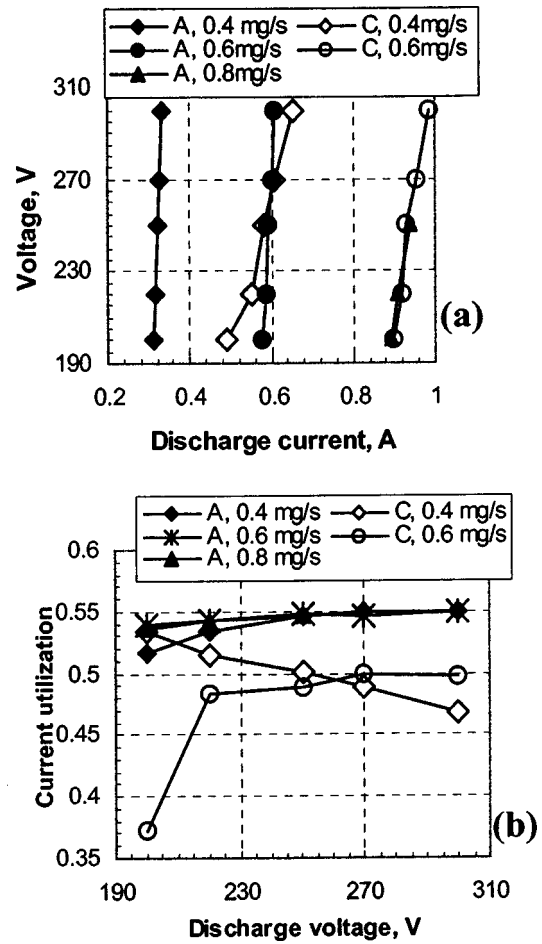 A, 0.4 mg/s C, 0.4mg/s
A, 0.6mg/s C, 0.6mg/s
A, 0.8mg/s
310
270
230
190
Voltage, V
0.2 0.4 0.6 0.8 1
(a)
Discharge current, A
A, 0.4 mg/s C, 0.4 mg/s
A, 0.6 mg/s C, 0.6 mg/s
A, 0.8 mg/s
0.6
0.55
0.5
0.45
0.4
0.35
Current utilization
(b)
190 230 270 310
Discharge voltage, V